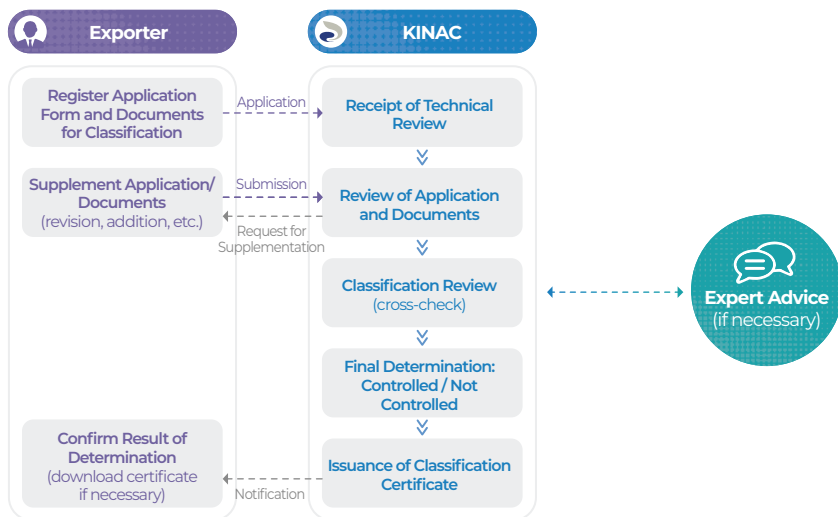 Exporter
KINAC
Register Application
Form and Documents
for Classification
Application
Receipt of Technical
Review
Supplement Application/
Documents
(revision, addition, etc.)
Submission
Request for
Supplementation
Review of Application
and Documents
Classification Review
(cross-check)
Expert Advice
(if necessary)
Final Determination:
Controlled / Not
Controlled
Confirm Result of
Determination
(download certificate
if necessary)
Notification
Issuance of Classification
Certificate